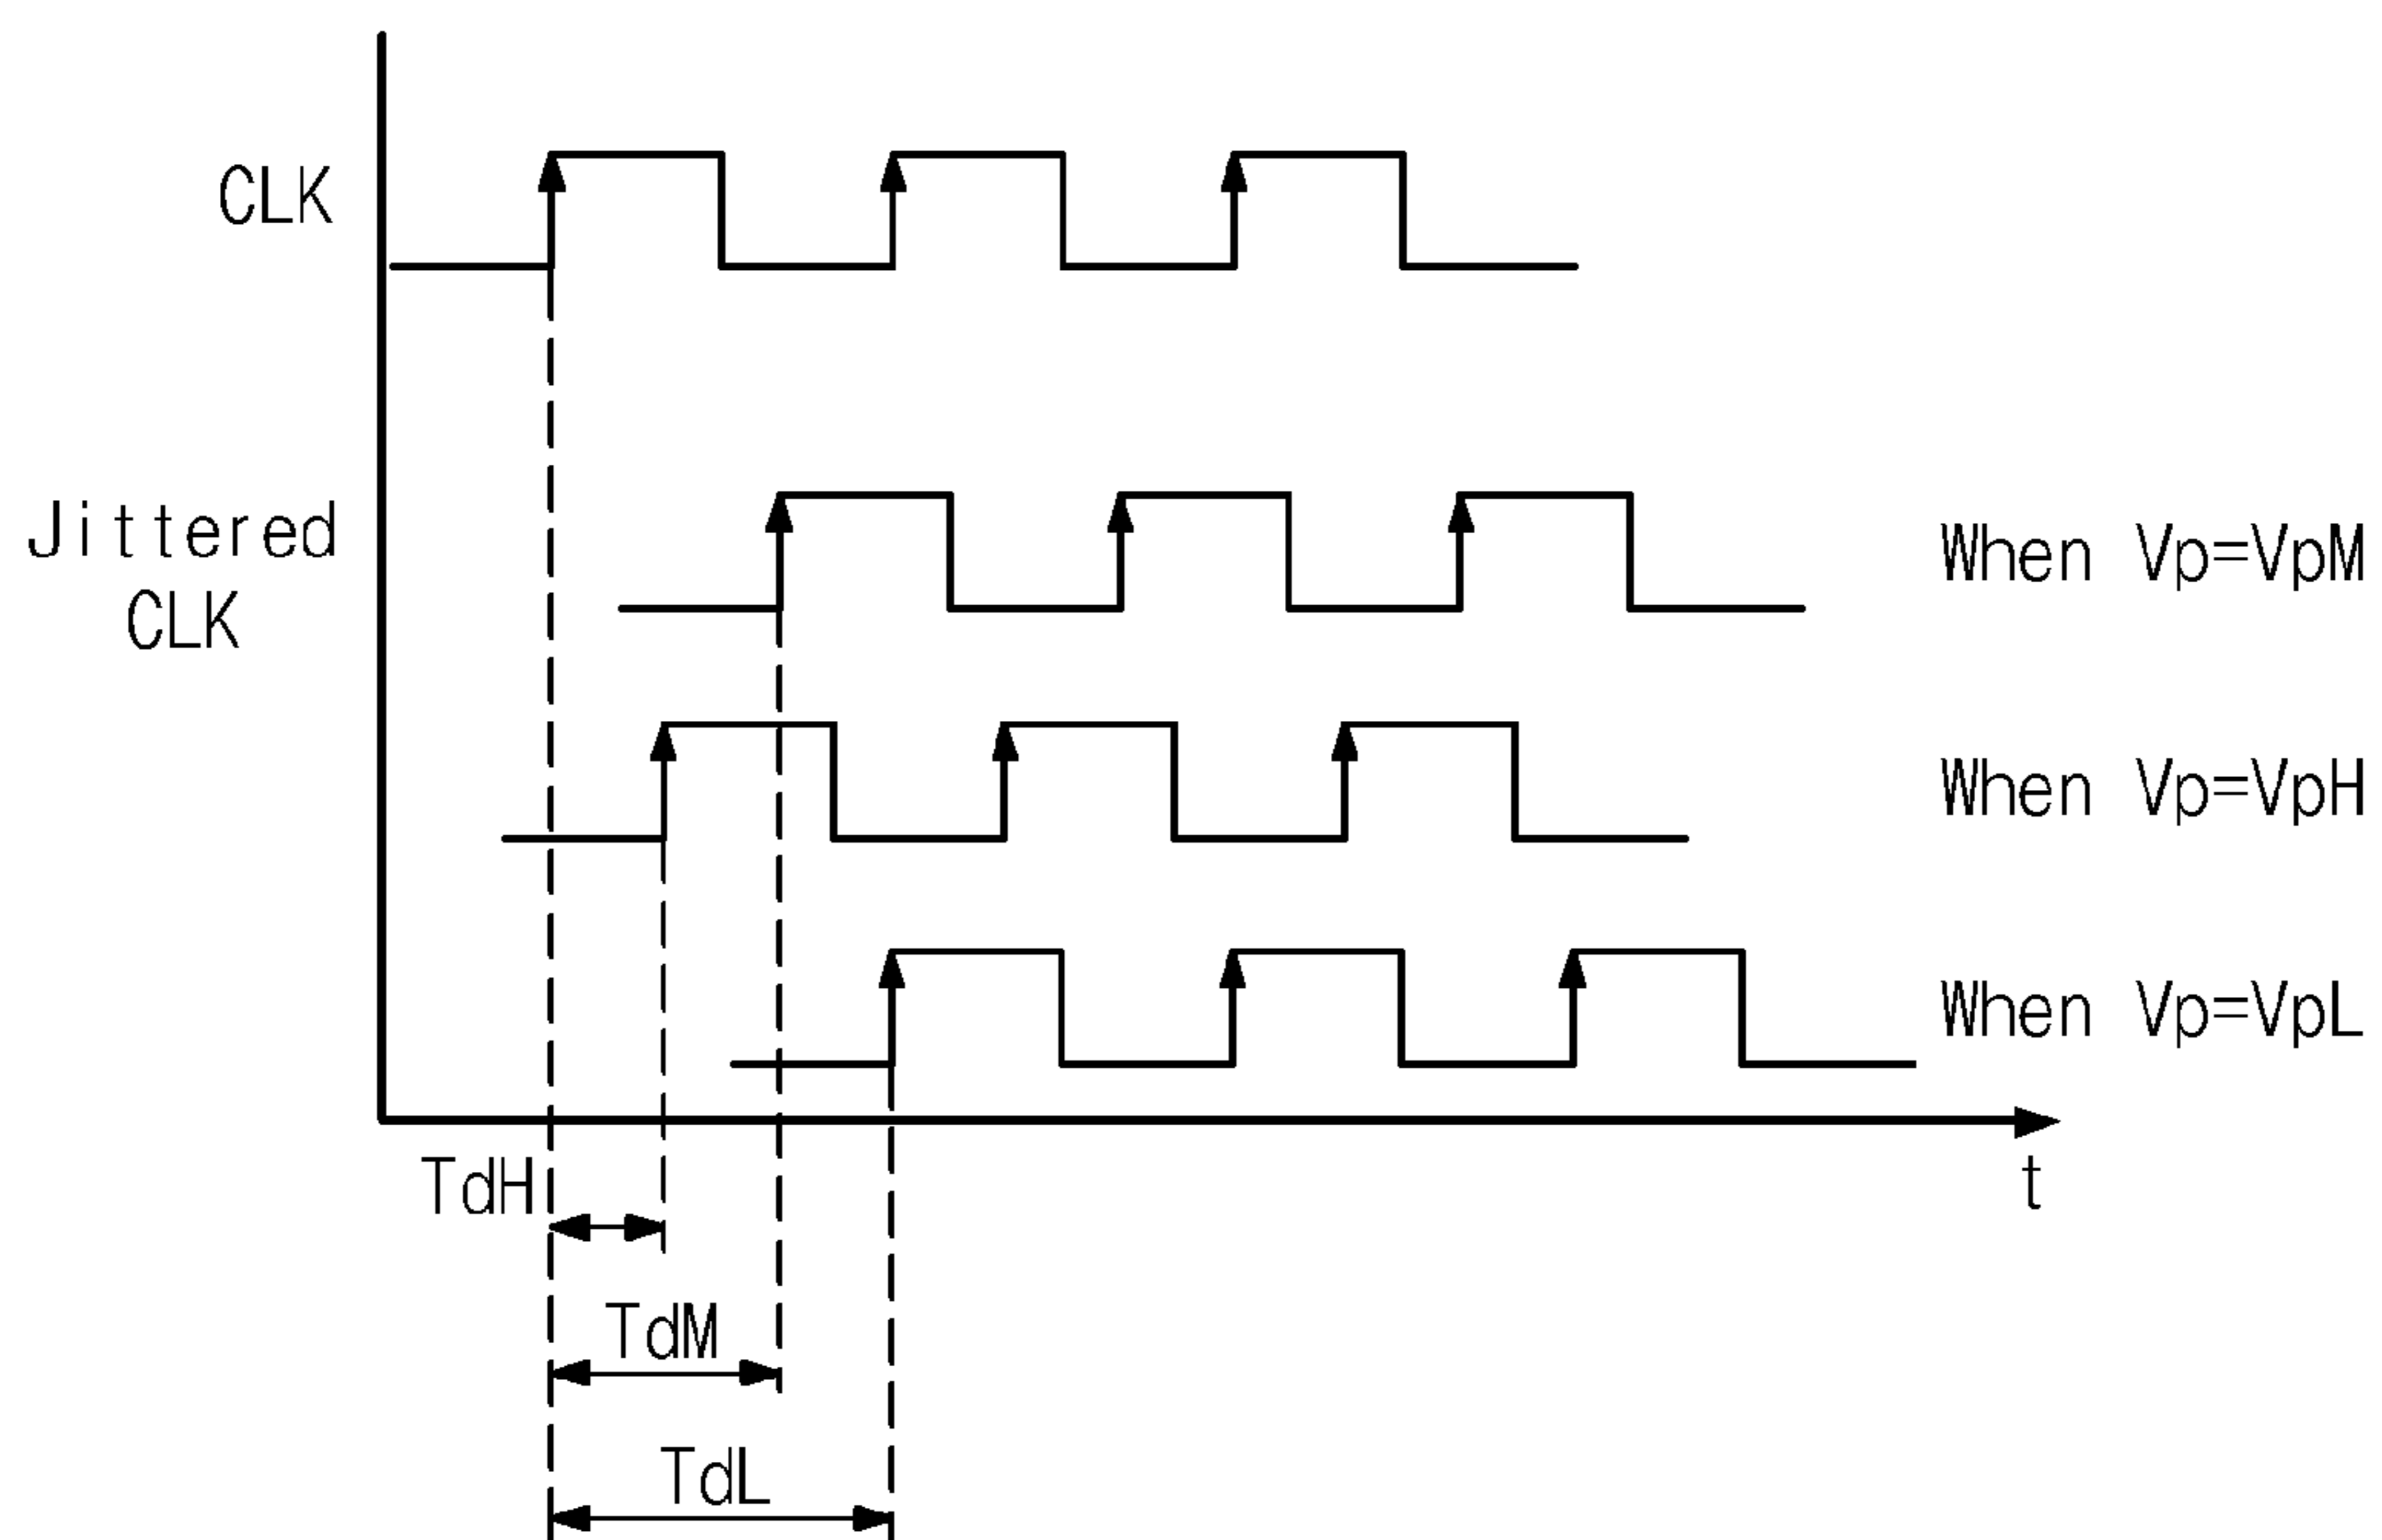 CLK
Jittered
CLK
When Vp=VpM
When Vp=VpH
When Vp=VpL
t
TdH
TdM
TdL